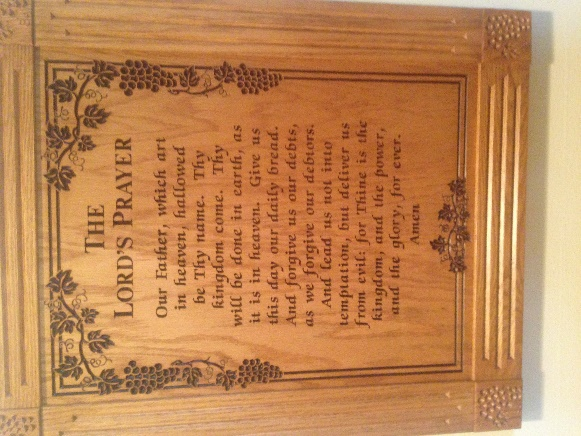 THE
LORD'S PRAYER
Our Father, which art
in heaven, hallowed
be Thy name. Thy
kingdom come. Thy
will be done in earth, as
it is in heaven. Give us
this day our daily bread.
And forgive us our debts,
as we forgive our debtors.
And lead us not into
temptation, but deliver us
from evil: for Thine is the
kingdom, and the power,
and the glory, for ever.
Amen